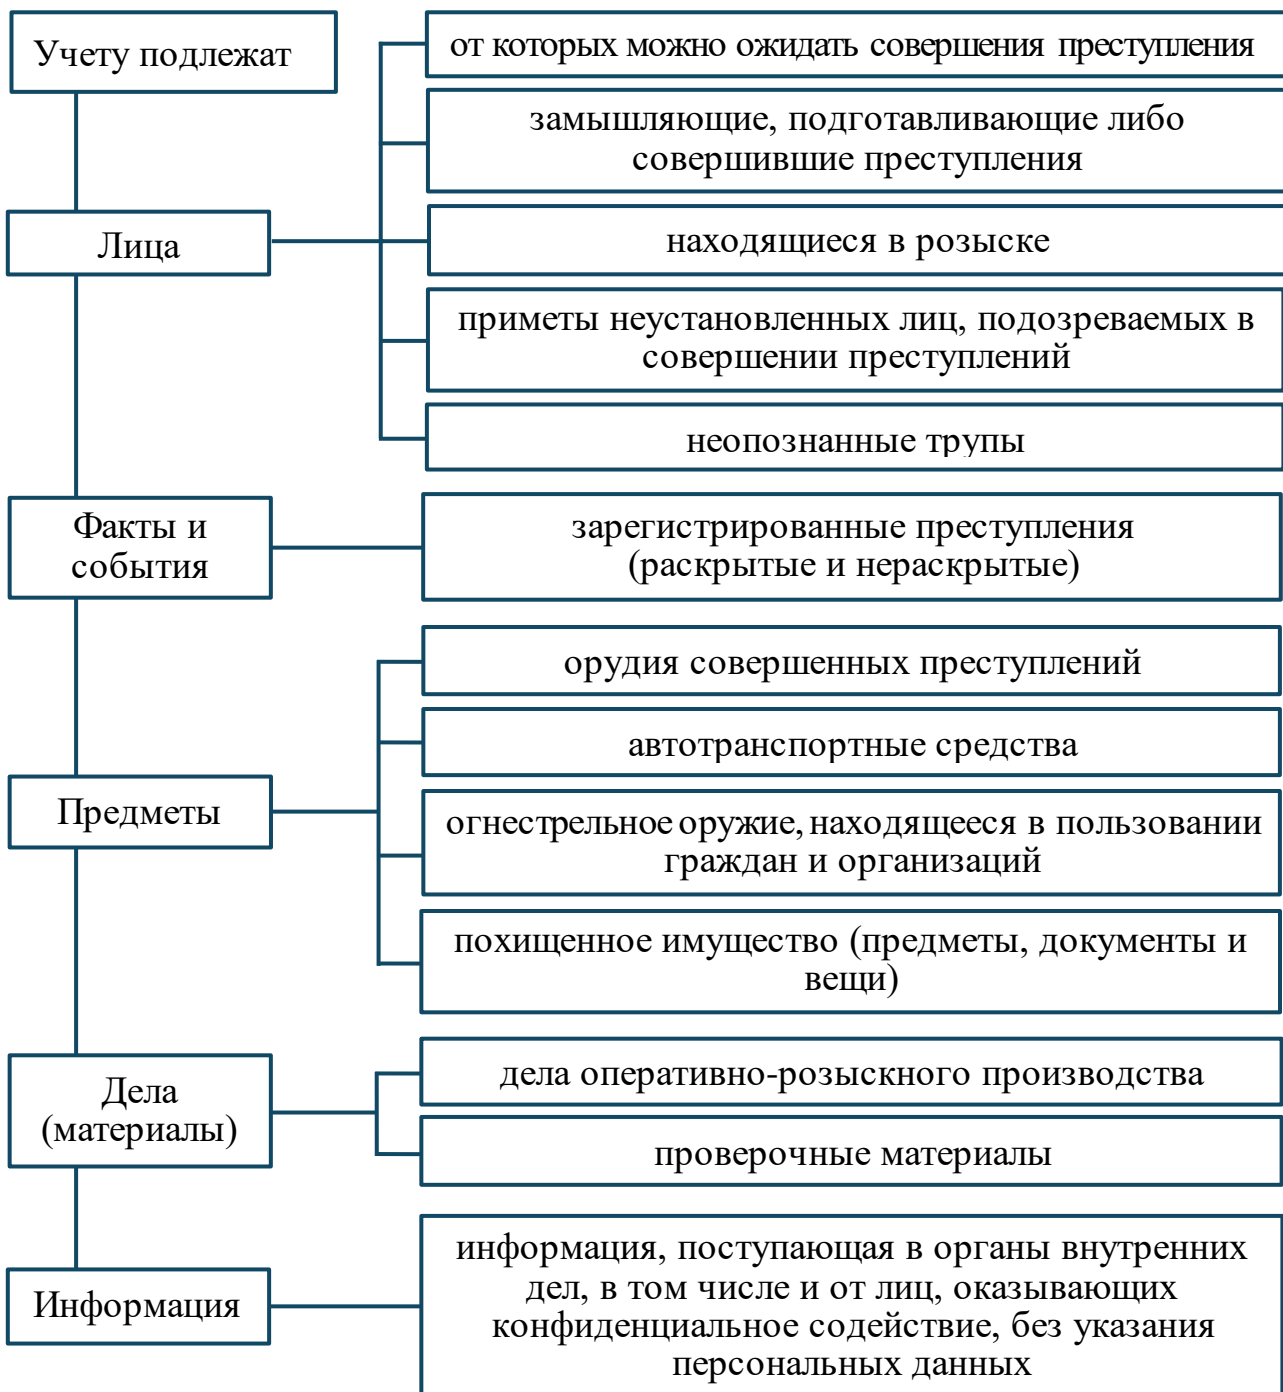 Учету подлежат
от которых можно ожидать совершения преступления
замышляющие, подготавливающие либо
совершившие преступления
Лица
находящиеся в розыске
приметы неустановленных лиц, подозреваемых в
совершении преступлений
неопознанные трупы
Факты и
события
зарегистрированные преступления
(раскрытые и нераскрытые)
орудия совершенных преступлений
автотранспортные средства
Предметы
огнестрельное оружие, находящееся в пользовании
граждан и организаций
похищенное имущество (предметы, документы и
вещи)
Дела
(материалы)
дела оперативно-розыскного производства
проверочные материалы
Информация
информация, поступающая в органы внутренних
дел, в том числе и от лиц, оказывающих
конфиденциальное содействие, без указания
персональных данных